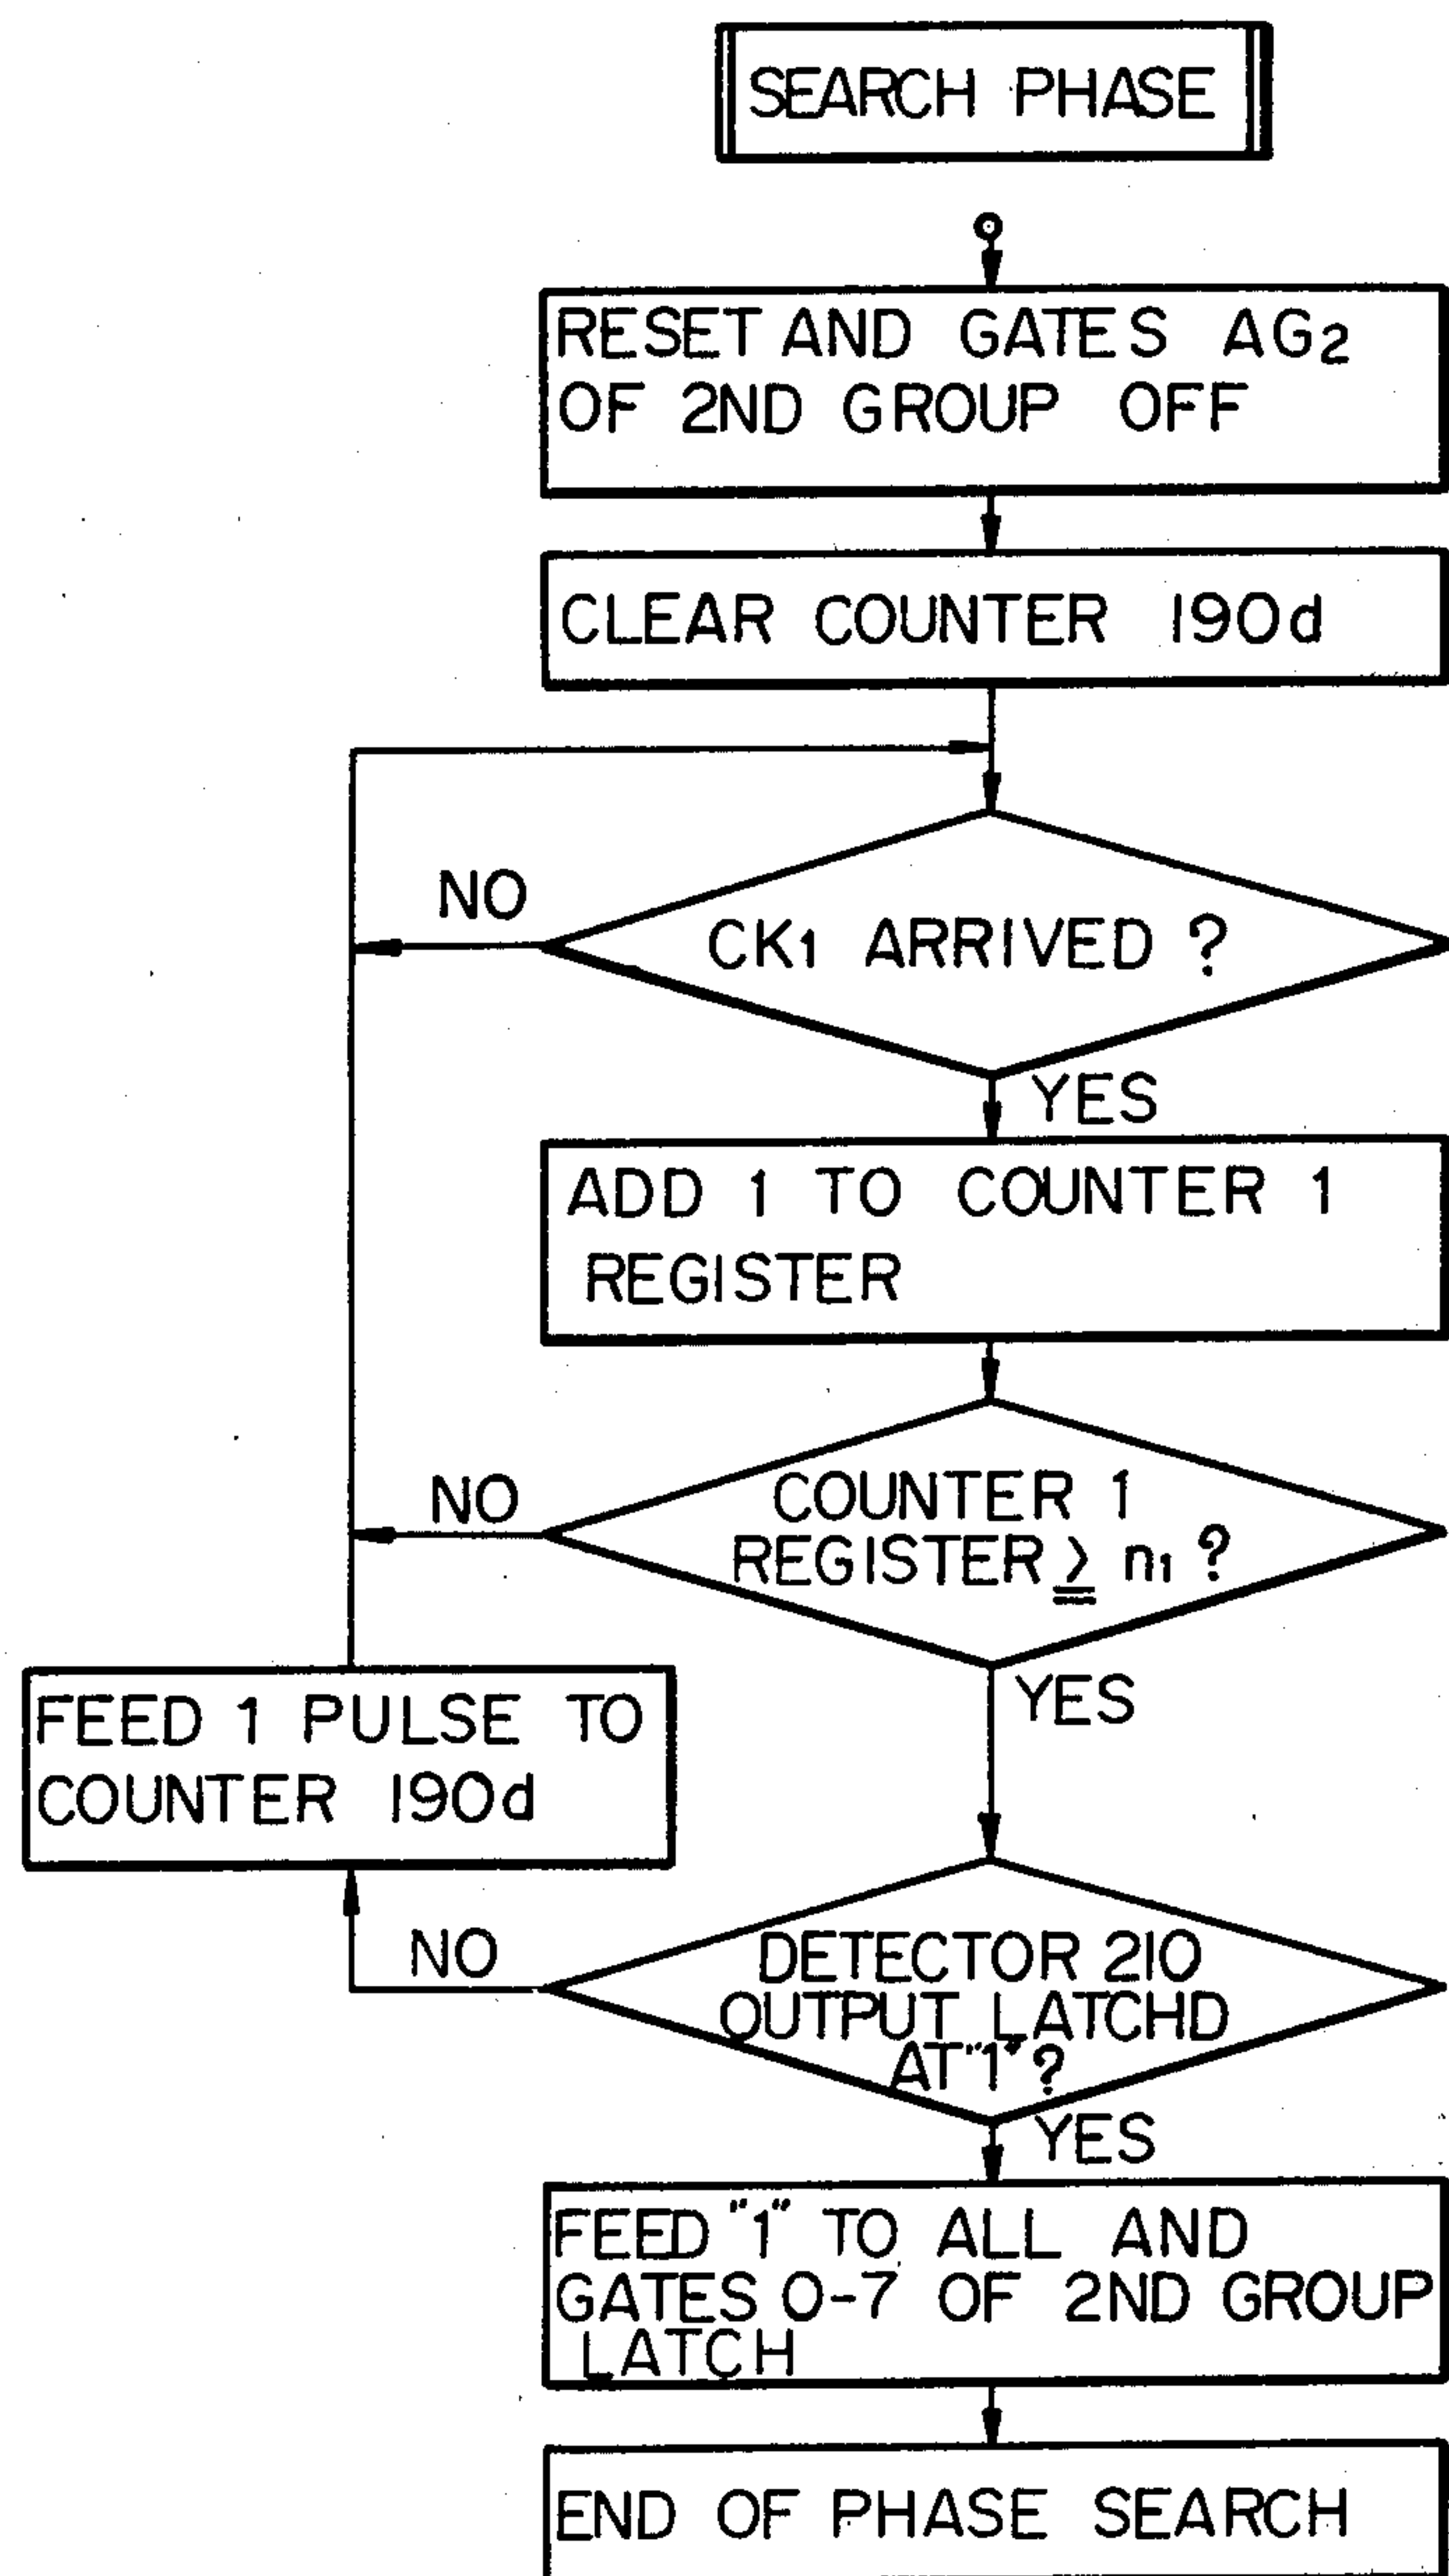 SEARCH PHASE
RESET AND GATES AG2
OF 2ND GROUP OFF
CLEAR COUNTER 190d
NO
CK1 ARRIVED ?
YES
ADD 1 TO COUNTER 1
REGISTER
NO
COUNTER 1
REGISTER ≧ n1 ?
YES
FEED 1 PULSE TO
COUNTER 190d
NO
DETECTOR 210
OUTPUT LATCHD
AT "1" ?
YES
FEED "1" TO ALL AND
GATES 0-7 OF 2ND GROUP
LATCH
END OF PHASE SEARCH